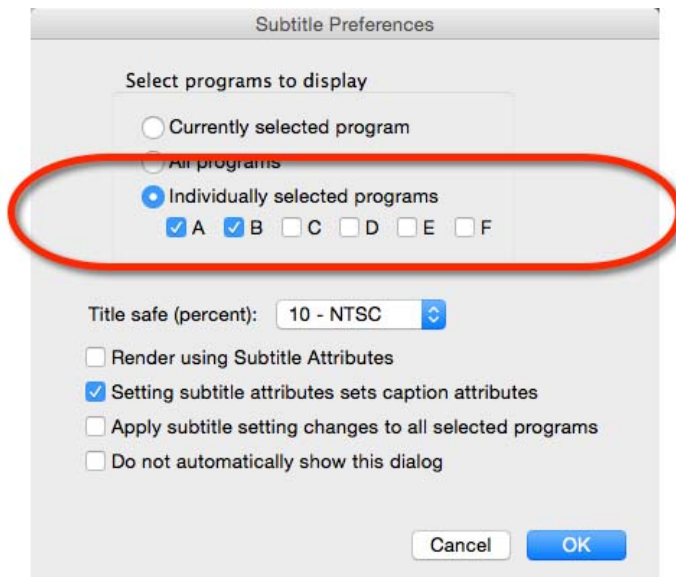 Subtitle Preferences
Select programs to display
Currently selected program
All programs
Individually selected programs
A B C D E F
Title safe (percent): 10 - NTSC
Render using Subtitle Attributes
Setting subtitle attributes sets caption attributes
Apply subtitle setting changes to all selected programs
Do not automatically show this dialog
Cancel OK